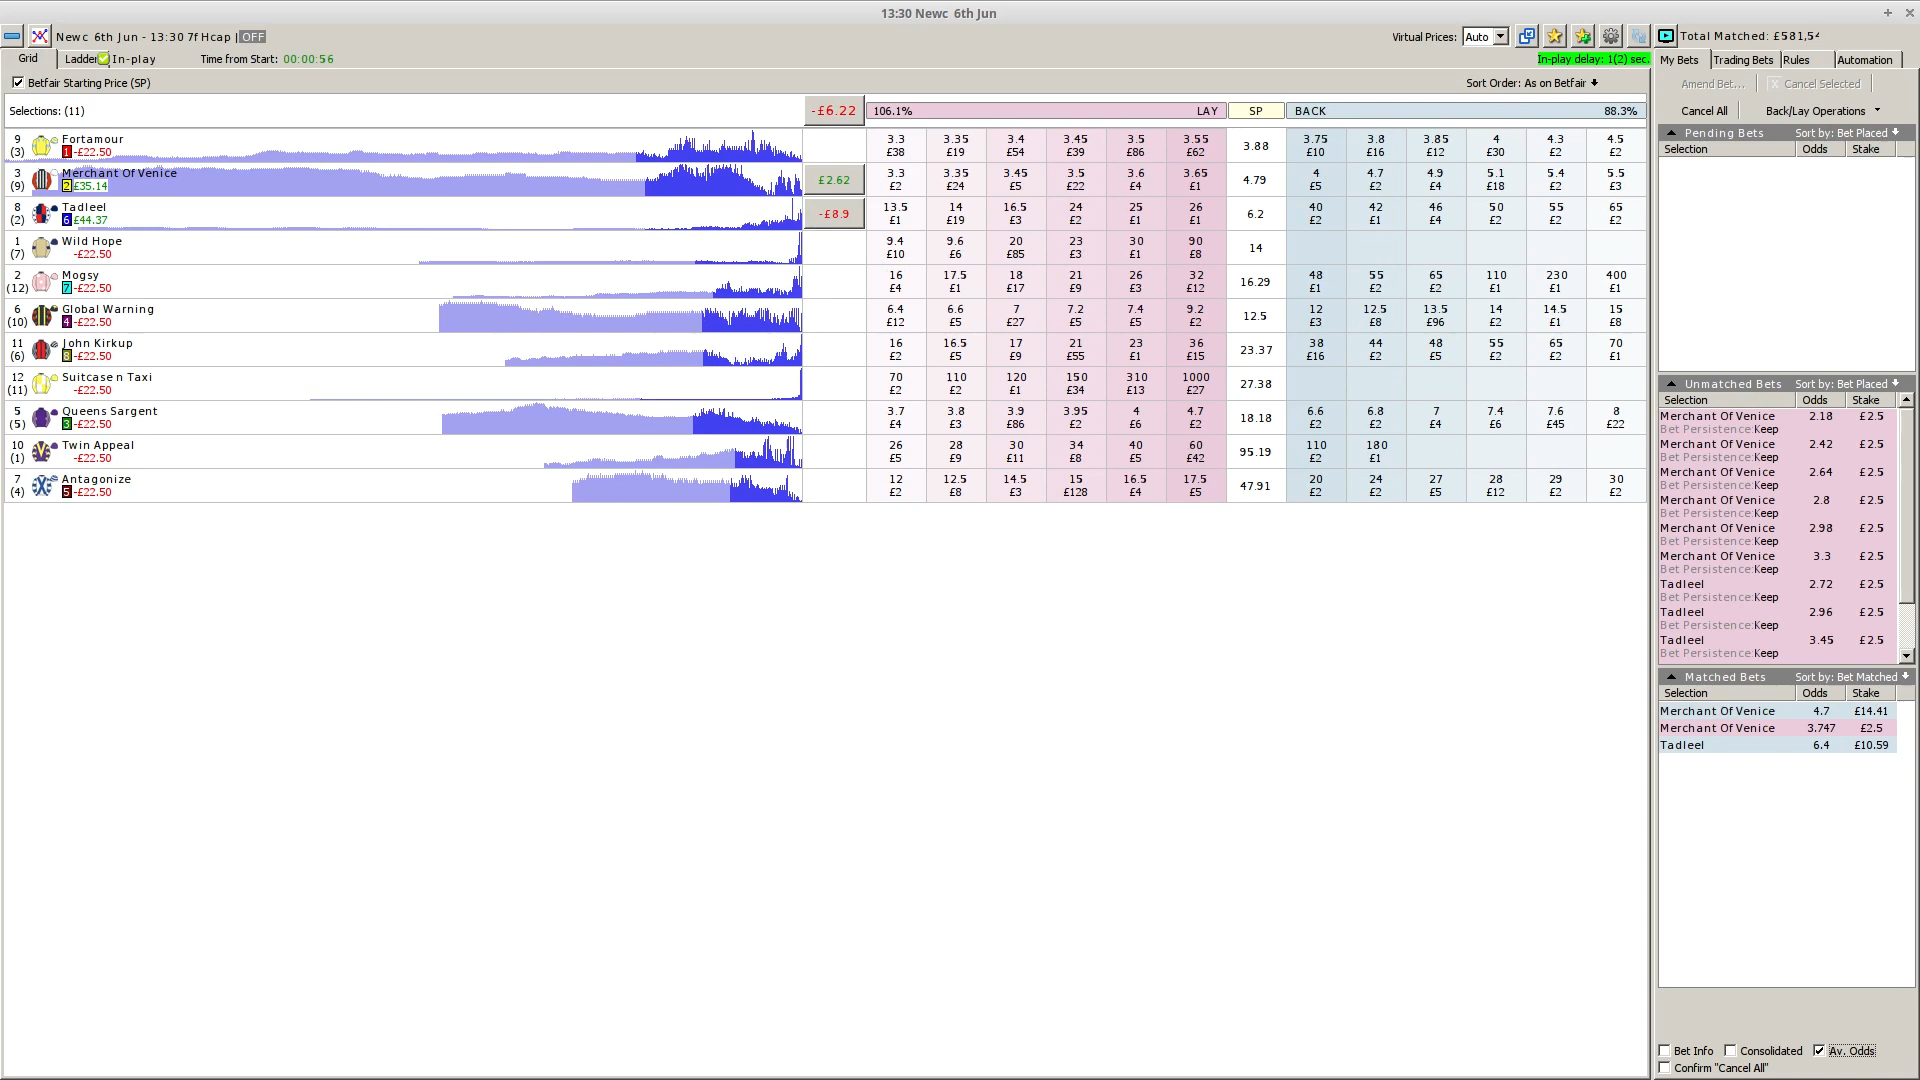 13:30 Newc 6th Jun
Newc 6th Jun - 13:30 7f Hcap | OFF
Virtual Prices: Auto
Total Matched: £581,54
Grid Ladder In-play Time from Start: 00:00:56 In-play delay: 1(2) sec.
My Bets Trading Bets Rules Automation
Betfair Starting Price (SP) Sort Order: As on Betfair
Amend Bet... X Cancel Selected
Selections: (11) -£6.22 106.1% LAY SP BACK 88.3%
Cancel All Back/Lay Operations
9 Fortamour 3.3 3.35 3.4 3.45 3.5 3.55 3.88 3.75 3.8 3.85 4 4.3 4.5
(3) 1 -£22.50 £38 £19 £54 £39 £86 £62 £10 £16 £12 £30 £2 £2
3 Merchant Of Venice £2.62 3.3 3.35 3.45 3.5 3.6 3.65 4.79 4 4.7 4.9 5.1 5.4 5.5
(9) 2 £35.14 £2 £24 £5 £22 £4 £1 £5 £2 £4 £18 £2 £3
8 Tadleel -£8.9 13.5 14 16.5 24 25 26 6.2 40 42 46 50 55 65
(2) 6 £44.37 £1 £19 £3 £2 £1 £1 £2 £1 £4 £2 £2 £2
1 Wild Hope 9.4 9.6 20 23 30 90 14
(7) -£22.50 £10 £6 £85 £3 £1 £8
2 Mogsy 16 17.5 18 21 26 32 16.29 48 55 65 110 230 400
(12) 7 -£22.50 £4 £1 £17 £9 £3 £12 £1 £2 £2 £1 £1 £1
6 Global Warning 6.4 6.6 7 7.2 7.4 9.2 12.5 12 12.5 13.5 14 14.5 15
(10) 4 -£22.50 £12 £5 £27 £5 £5 £2 £3 £8 £96 £2 £1 £8
11 John Kirkup 16 16.5 17 21 23 36 23.37 38 44 48 55 65 70
(6) 8 -£22.50 £2 £5 £9 £55 £1 £15 £16 £2 £5 £2 £2 £1
12 Suitcase n Taxi 70 110 120 150 310 1000 27.38
(11) -£22.50 £2 £2 £1 £34 £13 £27
5 Queens Sargent 3.7 3.8 3.9 3.95 4 4.7 18.18 6.6 6.8 7 7.4 7.6 8
(5) 3 -£22.50 £4 £3 £86 £2 £6 £2 £2 £2 £4 £6 £45 £22
10 Twin Appeal 26 28 30 34 40 60 95.19 110 180
(1) -£22.50 £5 £9 £11 £8 £5 £42 £2 £1
7 Antagonize 12 12.5 14.5 15 16.5 17.5 47.91 20 24 27 28 29 30
(4) 5 -£22.50 £2 £8 £3 £128 £4 £5 £2 £2 £5 £12 £2 £2
Pending Bets Sort by: Bet Placed
Selection Odds Stake
Unmatched Bets Sort by: Bet Placed
Selection Odds Stake
Merchant Of Venice 2.18 £2.5
Bet Persistence:Keep
Merchant Of Venice 2.42 £2.5
Bet Persistence:Keep
Merchant Of Venice 2.64 £2.5
Bet Persistence:Keep
Merchant Of Venice 2.8 £2.5
Bet Persistence:Keep
Merchant Of Venice 2.98 £2.5
Bet Persistence:Keep
Merchant Of Venice 3.3 £2.5
Bet Persistence:Keep
Tadleel 2.72 £2.5
Bet Persistence:Keep
Tadleel 2.96 £2.5
Bet Persistence:Keep
Tadleel 3.45 £2.5
Bet Persistence:Keep
Matched Bets Sort by: Bet Matched
Selection Odds Stake
Merchant Of Venice 4.7 £14.41
Merchant Of Venice 3.747 £2.5
Tadleel 6.4 £10.59
Bet Info Consolidated Av. Odds
Confirm "Cancel All"